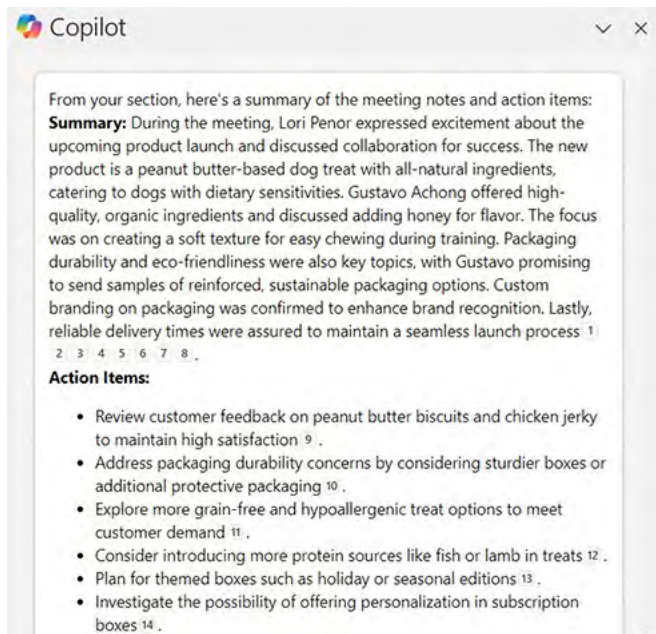 Copilot
From your section, here's a summary of the meeting notes and action items:
Summary: During the meeting, Lori Penor expressed excitement about the
upcoming product launch and discussed collaboration for success. The new
product is a peanut butter-based dog treat with all-natural ingredients,
catering to dogs with dietary sensitivities. Gustavo Achong offered high-
quality, organic ingredients and discussed adding honey for flavor. The focus
was on creating a soft texture for easy chewing during training. Packaging
durability and eco-friendliness were also key topics, with Gustavo promising
to send samples of reinforced, sustainable packaging options. Custom
branding on packaging was confirmed to enhance brand recognition. Lastly,
reliable delivery times were assured to maintain a seamless launch process 1
2 3 4 5 6 7 8 .
Action Items:
• Review customer feedback on peanut butter biscuits and chicken jerky
to maintain high satisfaction 9 .
• Address packaging durability concerns by considering sturdier boxes or
additional protective packaging 10 .
• Explore more grain-free and hypoallergenic treat options to meet
customer demand 11 .
• Consider introducing more protein sources like fish or lamb in treats 12 .
• Plan for themed boxes such as holiday or seasonal editions 13 .
• Investigate the possibility of offering personalization in subscription
boxes 14 .